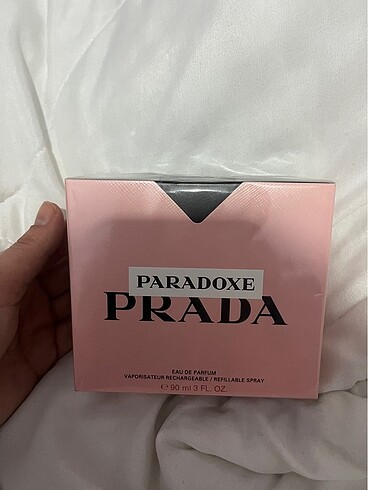 PARADOXE
PRADA
EAU DE PARFUM
VAPORISATEUR RECHARGEABLE / REFILLABLE SPRAY
℮ 90 ml 3 FL. OZ.